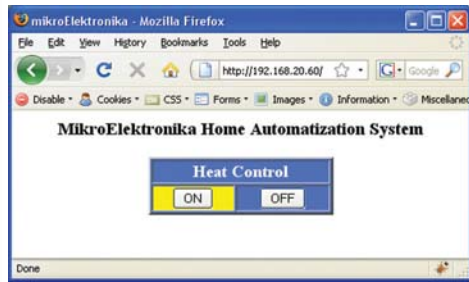 mikroElektronika - Mozilla Firefox
File Edit View History Bookmarks Tools Help
http://192.168.20.60/ G Google
Disable Cookies CSS Forms Images Information Miscellaneo
MikroElektronika Home Automatization System
Heat Control
ON OFF
Done